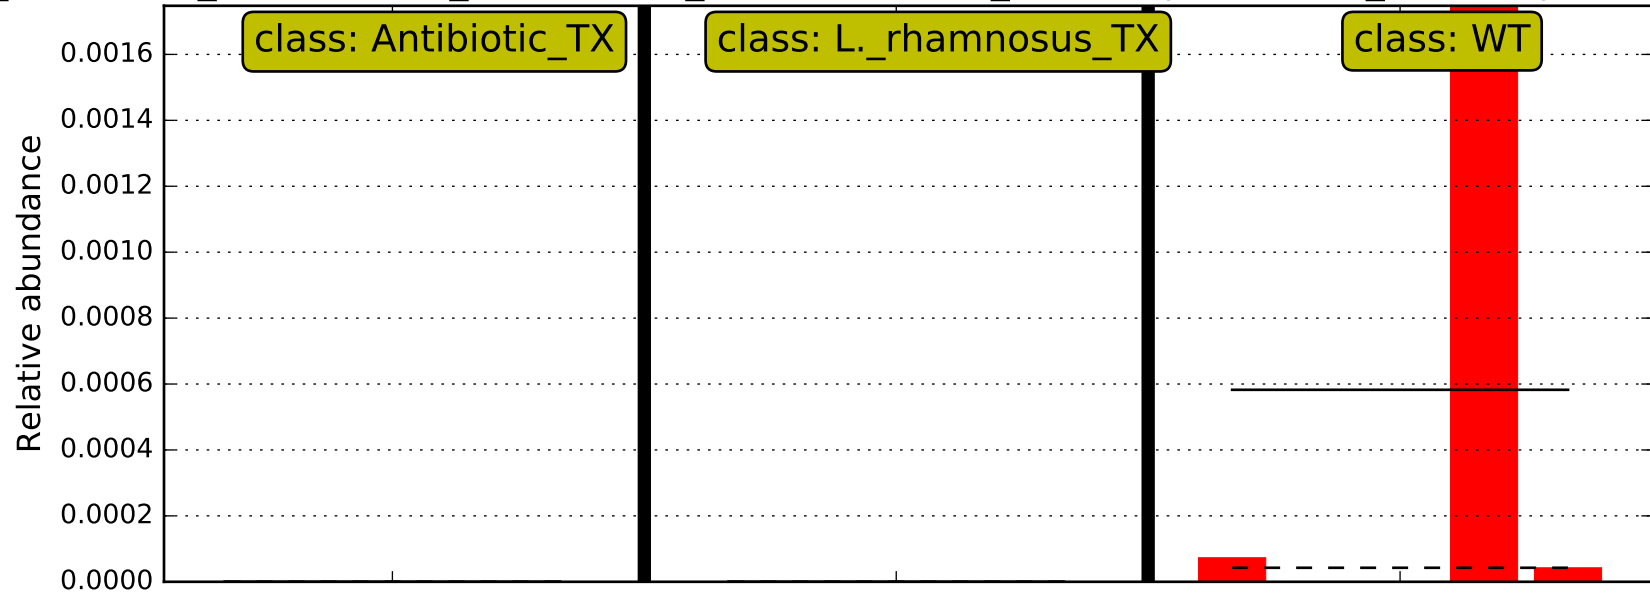 class: Antibiotic_TX
class: L._rhamnosus_TX
class: WT
0.0016
0.0014
0.0012
0.0010
0.0008
0.0006
0.0004
0.0002
0.0000
Relative abundance